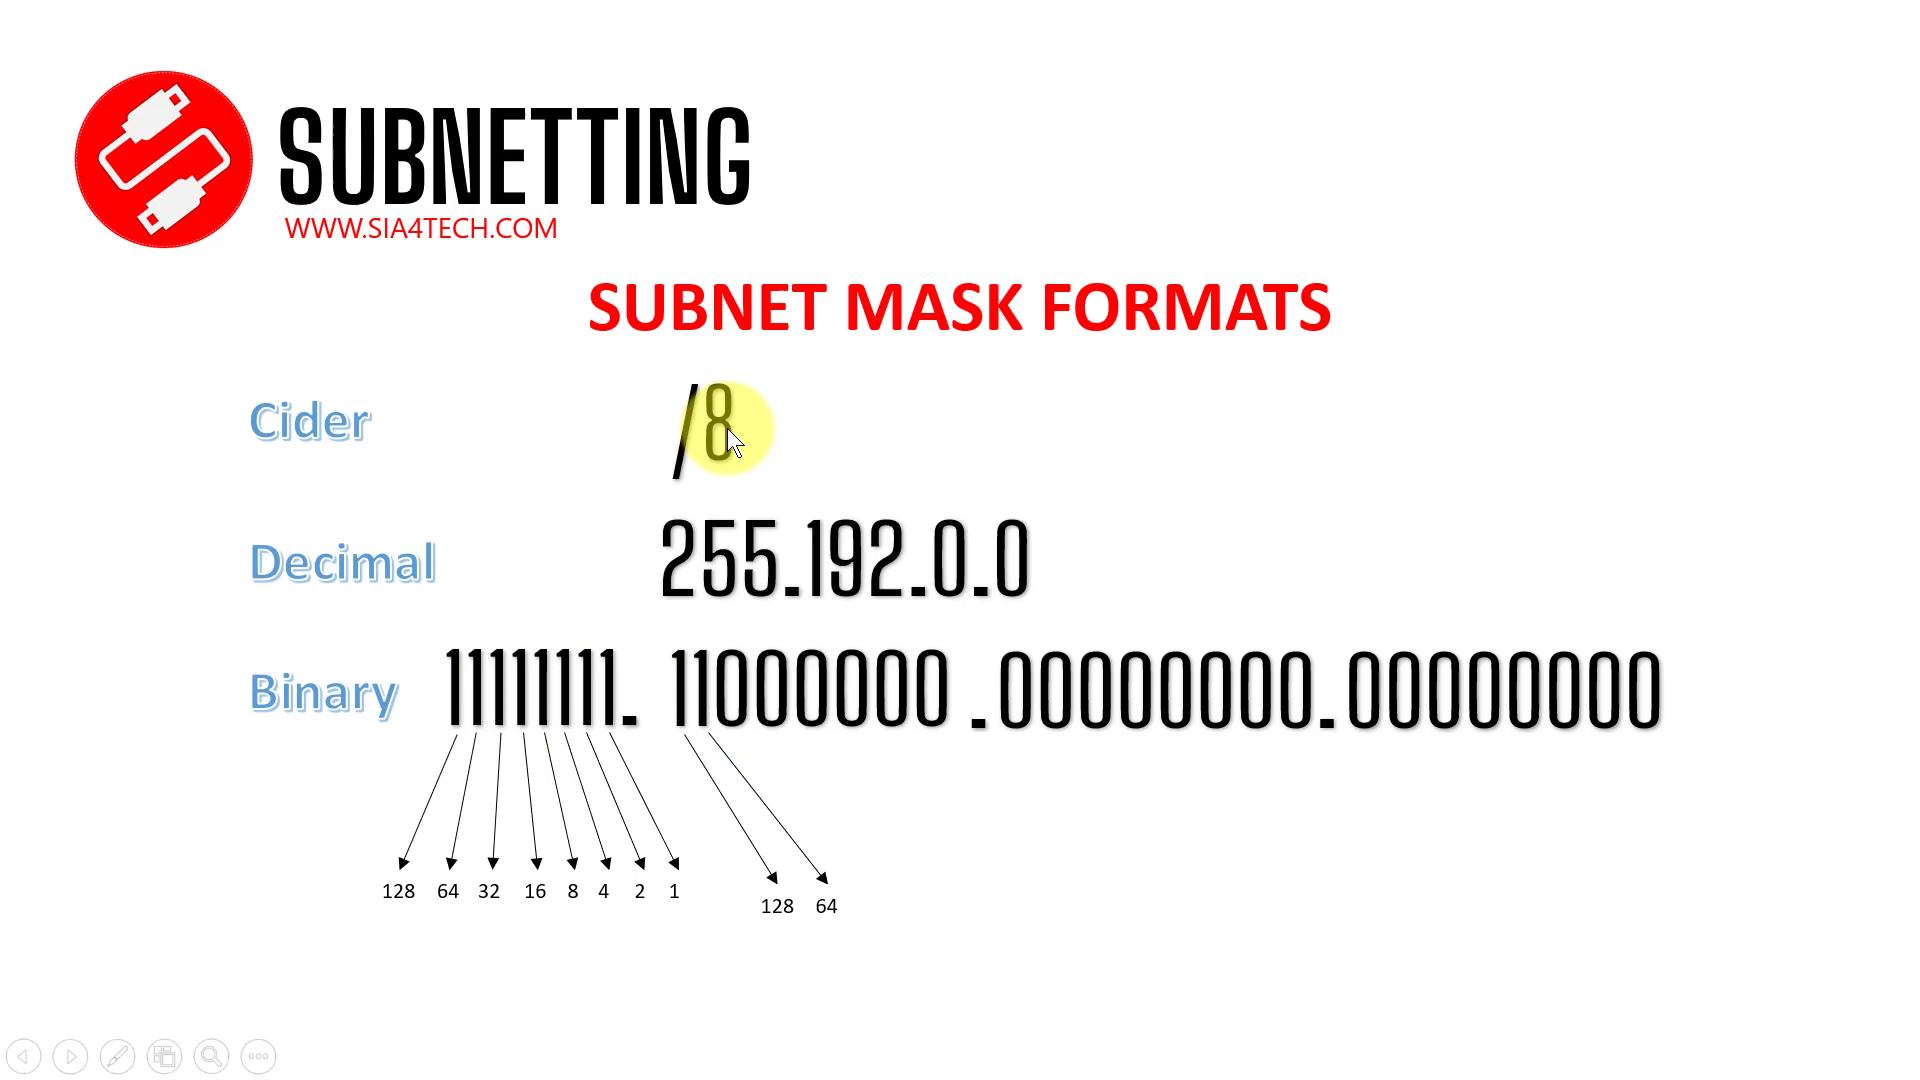 SUBNETTING
WWW.SIA4TECH.COM
SUBNET MASK FORMATS
Cider /8
Decimal 255.192.0.0
Binary 11111111. 11000000 .00000000.00000000
128 64 32 16 8 4 2 1
128 64